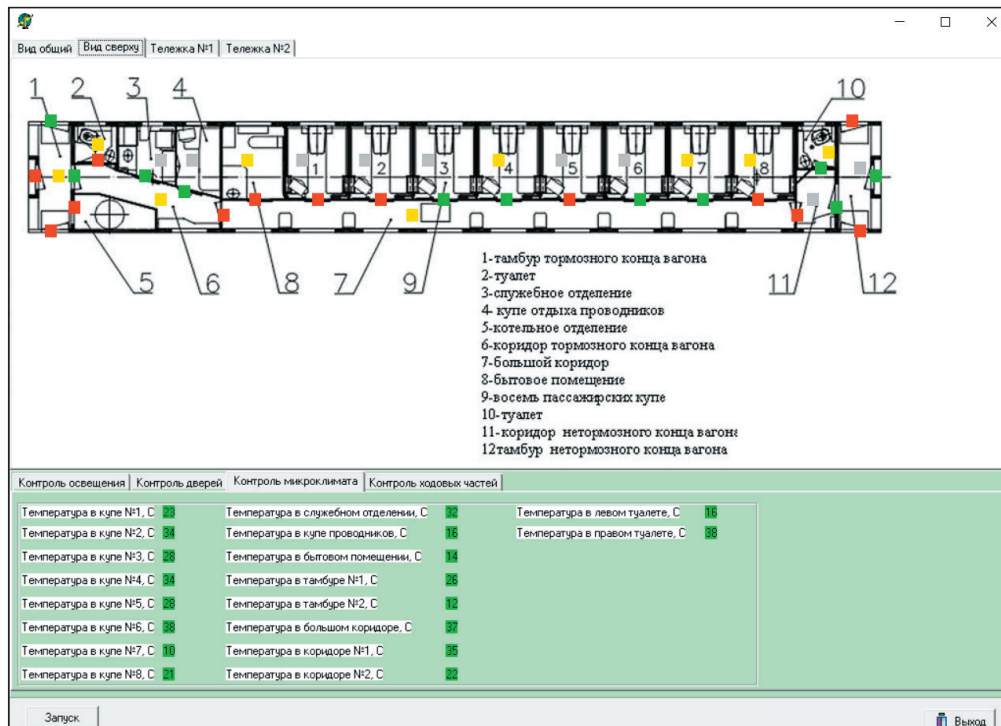 Вид общий Вид сверху Тележка №1 Тележка №2
1 2 3 4 10
1 2 3 4 5 6 7 8
5 6 8 7 9 11 12
1-тамбур тормозного конца вагона
2-туалет
3-служебное отделение
4- купе отдыха проводников
5-котельное отделение
6-коридор тормозного конца вагона
7-большой коридор
8-бытовое помещение
9-восемь пассажирских купе
10-туалет
11-коридор нетормозного конца вагона
12тамбур нетормозного конца вагона
Контроль освещения Контроль дверей Контроль микроклимата Контроль ходовых частей
Температура в купе №1, С 23 Температура в служебном отделении, С 32 Температура в левом туалете, С 16
Температура в купе №2, С 34 Температура в купе проводников, С 16 Температура в правом туалете, С 38
Температура в купе №3, С 28 Температура в бытовом помещении, С 14
Температура в купе №4, С 34 Температура в тамбуре №1, С 26
Температура в купе №5, С 28 Температура в тамбуре №2, С 12
Температура в купе №6, С 38 Температура в большом коридоре, С 37
Температура в купе №7, С 10 Температура в коридоре №1, С 35
Температура в купе №8, С 21 Температура в коридоре №2, С 22
Запуск Выход